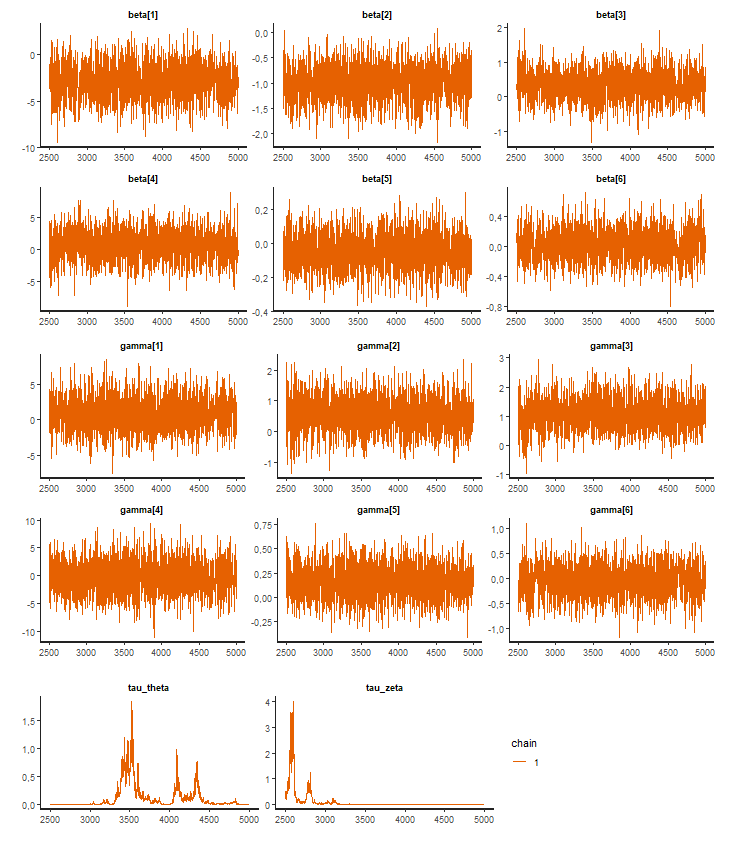 beta[1] beta[2] beta[3]
0 0,0 2
-0,5 1
-5 -1,0 0
-1,5
-10 -2,0 -1
2500 3000 3500 4000 4500 5000 2500 3000 3500 4000 4500 5000 2500 3000 3500 4000 4500 5000
beta[4] beta[5] beta[6]
5 0,2 0,4
0 0,0 0,0
-5 -0,2 -0,4
-0,4 -0,8
2500 3000 3500 4000 4500 5000 2500 3000 3500 4000 4500 5000 2500 3000 3500 4000 4500 5000
gamma[1] gamma[2] gamma[3]
5 2 3
1 2
0 0 1
-5 -1 0
-1
2500 3000 3500 4000 4500 5000 2500 3000 3500 4000 4500 5000 2500 3000 3500 4000 4500 5000
gamma[4] gamma[5] gamma[6]
10 0,75 1,0
5 0,50 0,5
0 0,25 0,0
-5 0,00 -0,5
-10 -0,25 -1,0
2500 3000 3500 4000 4500 5000 2500 3000 3500 4000 4500 5000 2500 3000 3500 4000 4500 5000
tau_theta tau_zeta
1,5 4
1,0 3
0,5 2
0,0 1
0
2500 3000 3500 4000 4500 5000 2500 3000 3500 4000 4500 5000
chain
1